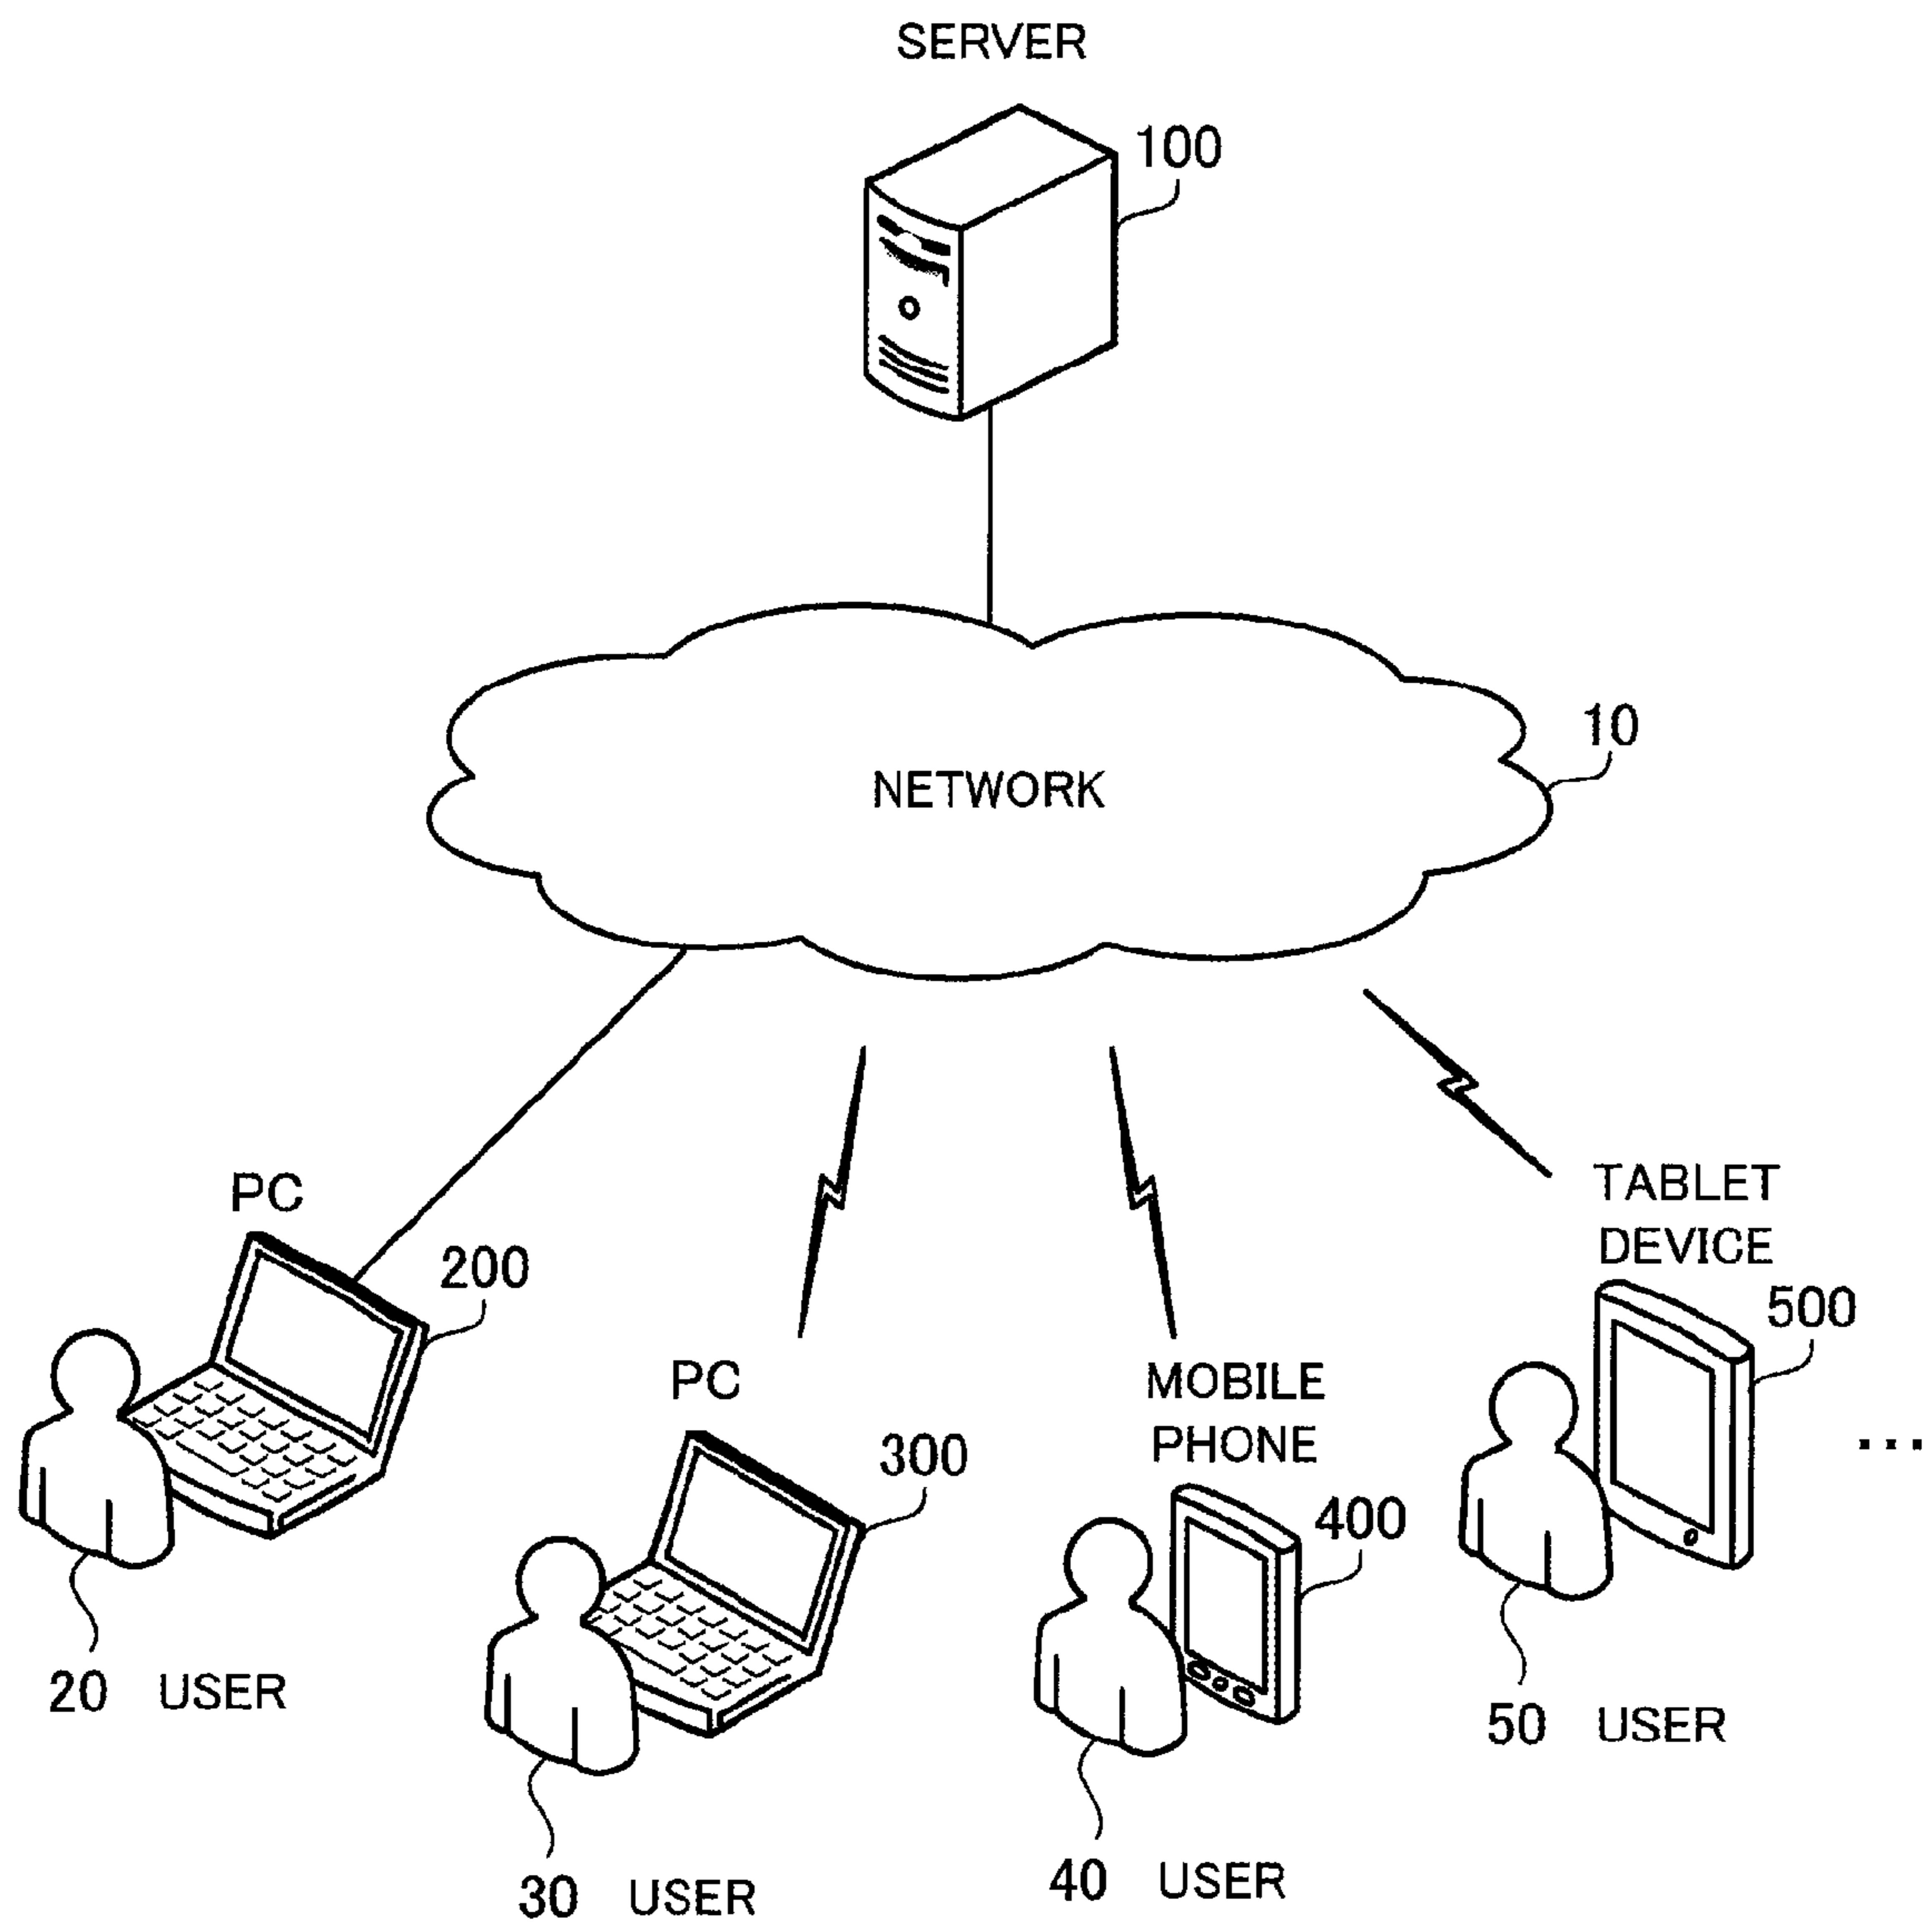 SERVER
100
10
NETWORK
PC
200
TABLET
DEVICE
500
PC
300
MOBILE
PHONE
400
...
20 USER
50 USER
30 USER
40 USER